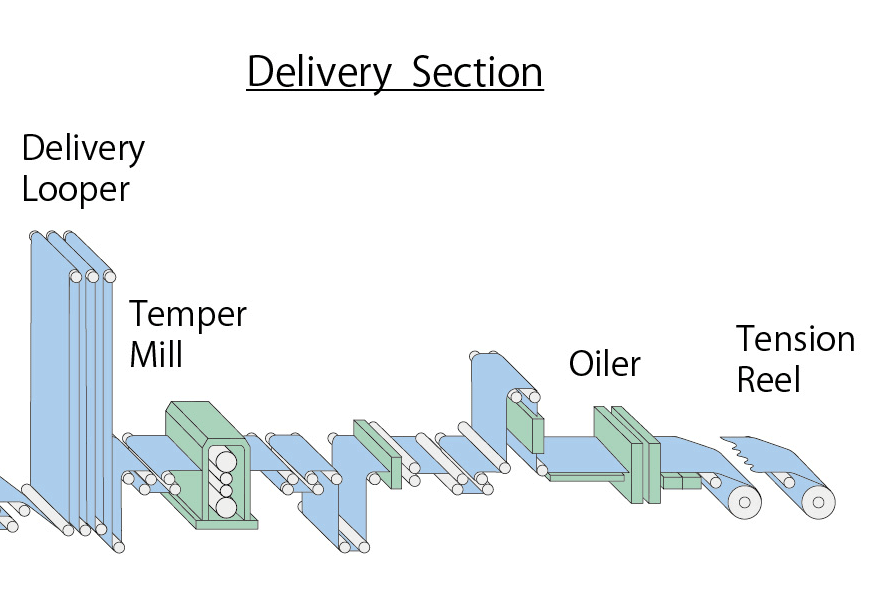 Delivery Section
Delivery
Looper
Temper
Mill
Oiler
Tension
Reel